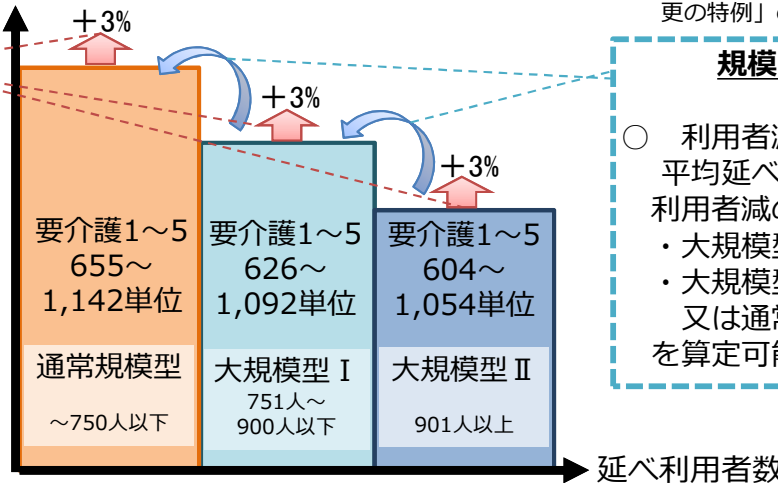 更の特例」
+3%
+3%
+3%
要介護1～5
655～
1,142単位
通常規模型
～750人以下
要介護1～5
626～
1,092単位
大規模型Ⅰ
751人～
900人以下
要介護1～5
604～
1,054単位
大規模型Ⅱ
901人以上
延べ利用者数
規模
○ 利用者
平均延べ
利用者減
・大規模型
・大規模型
又は通常
を算定可能